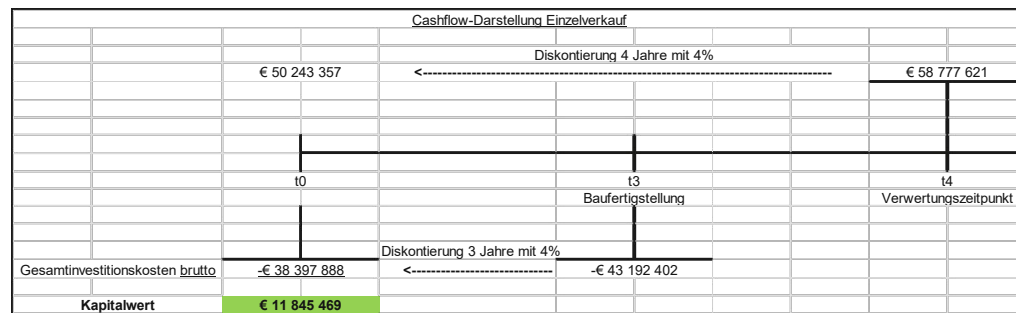 Cashflow-Darstellung Einzelverkauf
Diskontierung 4 Jahre mit 4%
€ 50 243 357 <------------------------------------------------------------------------------------- € 58 777 621
t0 t3 t4
Baufertigstellung Verwertungszeitpunkt
Diskontierung 3 Jahre mit 4%
Gesamtinvestitionskosten brutto -€ 38 397 888 <----------------------------- -€ 43 192 402
Kapitalwert € 11 845 469